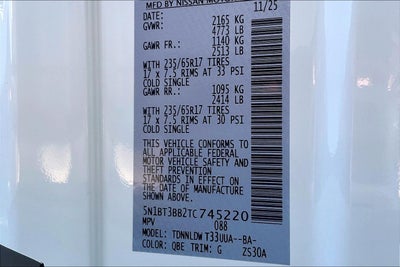 MFD BY NISSAN MOTOR
DATE: 11/25
GVWR: 2165 KG
4773 LB
GAWR FR.: 1140 KG
2513 LB
WITH 235/65R17 TIRES
17 x 7.5 RIMS AT 33 PSI
COLD SINGLE
GAWR RR.: 1095 KG
2414 LB
WITH 235/65R17 TIRES
17 x 7.5 RIMS AT 30 PSI
COLD SINGLE
THIS VEHICLE CONFORMS TO
ALL APPLICABLE FEDERAL
MOTOR VEHICLE SAFETY AND
THEFT PREVENTION
STANDARDS IN EFFECT ON
THE DATE OF MANUFACTURE
SHOWN ABOVE.
5N1BT3BB2TC745220
MPV 088
MODEL: TDNNLDW T33UUA--BA-
COLOR: QBE TRIM: G ZS30A